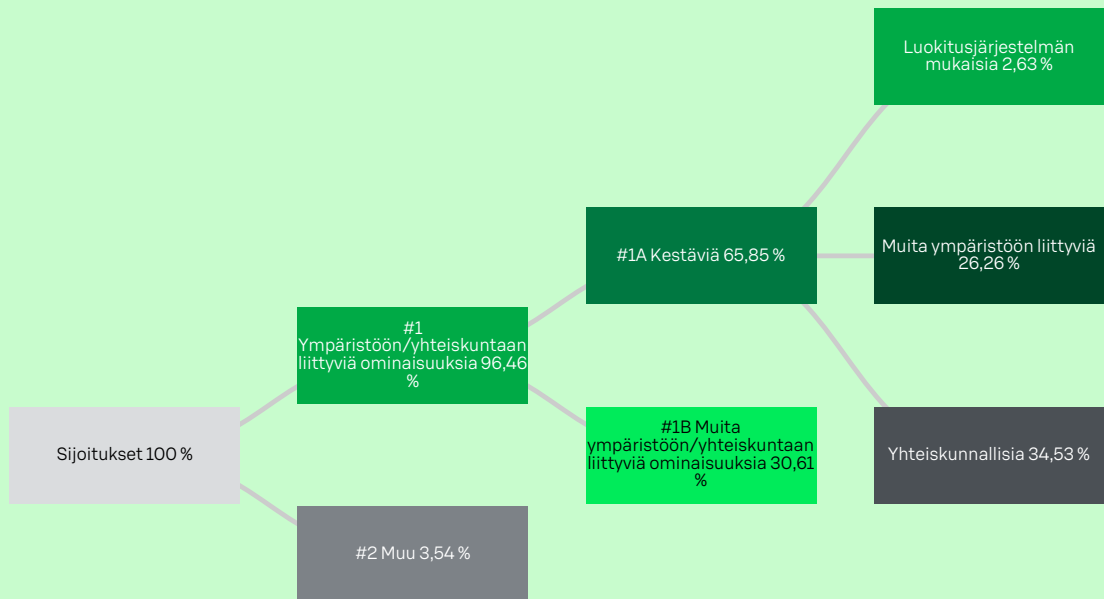 Luokitusjärjestelmän
mukaisia 2,63 %
#1A Kestäviä 65,85 %
Muita ympäristöön liittyviä
26,26 %
#1
Ympäristöön/yhteiskuntaan
liittyviä ominaisuuksia 96,46
%
Sijoitukset 100 %
#1B Muita
ympäristöön/yhteiskuntaan
liittyviä ominaisuuksia 30,61
%
Yhteiskunnallisia 34,53 %
#2 Muu 3,54 %